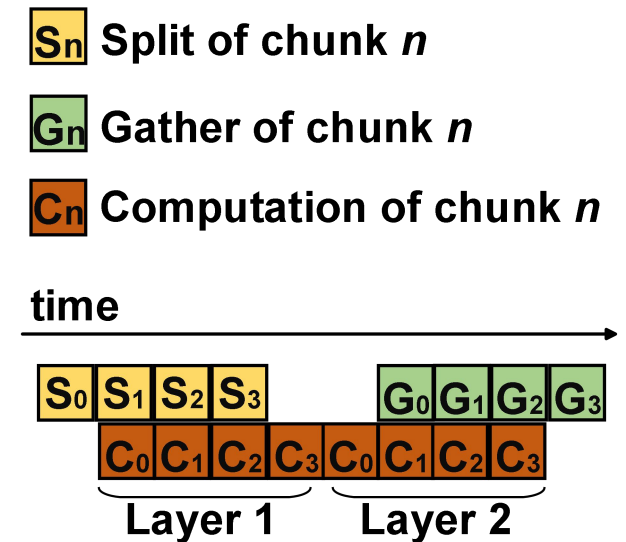 Sn Split of chunk n
Gn Gather of chunk n
Cn Computation of chunk n
time
S0 S1 S2 S3 G0 G1 G2 G3
C0 C1 C2 C3 C0 C1 C2 C3
Layer 1 Layer 2